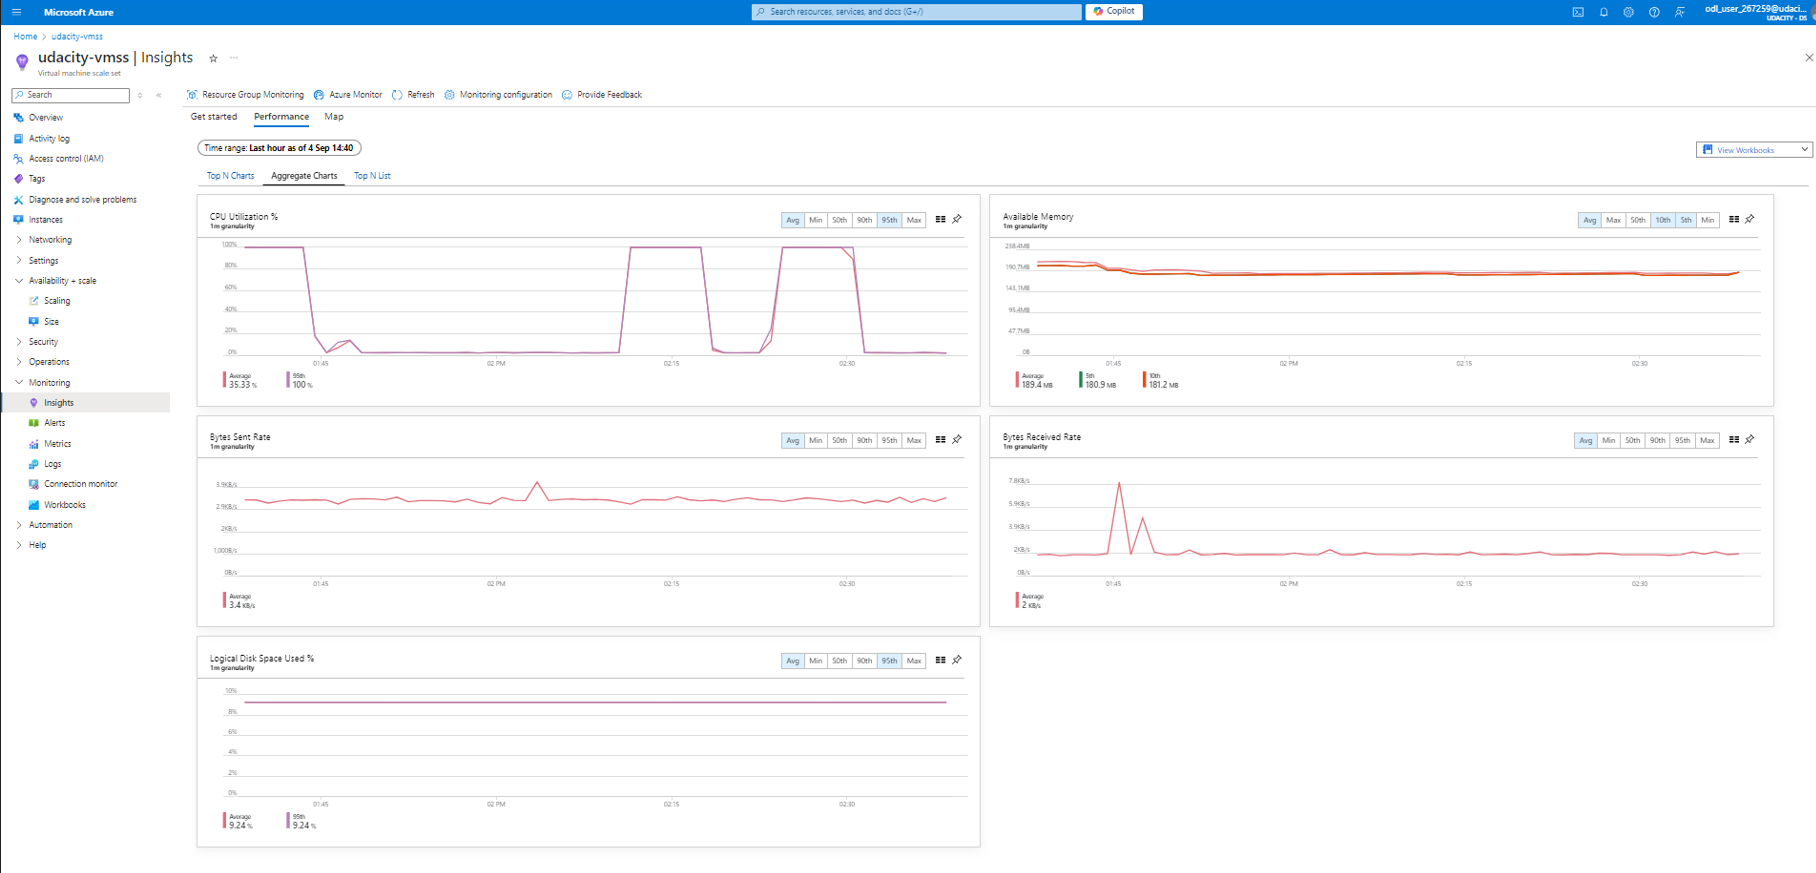 Microsoft Azure
Search resources, services, and docs (G+/)
Copilot
odl_user_267259@udaci...
UDACITY - DS
Home > udacity-vmss
udacity-vmss | Insights
Virtual machine scale set
Search
Overview
Activity log
Access control (IAM)
Tags
Diagnose and solve problems
Instances
Networking
Settings
Availability + scale
Scaling
Size
Security
Operations
Monitoring
Insights
Alerts
Metrics
Logs
Connection monitor
Workbooks
Automation
Help
Resource Group Monitoring Azure Monitor Refresh Monitoring configuration Provide Feedback
Get started Performance Map
Time range: Last hour as of 4 Sep 14:40
View Workbooks
Top N Charts Aggregate Charts Top N List
CPU Utilization %
1m granularity
Avg Min 50th 90th 95th Max
100%
80%
60%
40%
20%
0%
01:45 02 PM 02:15 02:30
Average 95th
35.33 % 100 %
Available Memory
1m granularity
Avg Max 50th 10th 5th Min
238.4MB
190.7MB
143.1MB
95.4MB
47.7MB
0B
01:45 02 PM 02:15 02:30
Average 5th 10th
189.4 MB 180.9 MB 181.2 MB
Bytes Sent Rate
1m granularity
Avg Min 50th 90th 95th Max
3.9KB/s
2.9KB/s
2KB/s
1,000B/s
0B/s
01:45 02 PM 02:15 02:30
Average
3.4 KB/s
Bytes Received Rate
1m granularity
Avg Min 50th 90th 95th Max
7.8KB/s
5.9KB/s
3.9KB/s
2KB/s
0B/s
01:45 02 PM 02:15 02:30
Average
2 KB/s
Logical Disk Space Used %
1m granularity
Avg Min 50th 90th 95th Max
10%
8%
6%
4%
2%
0%
01:45 02 PM 02:15 02:30
Average 95th
9.24 % 9.24 %